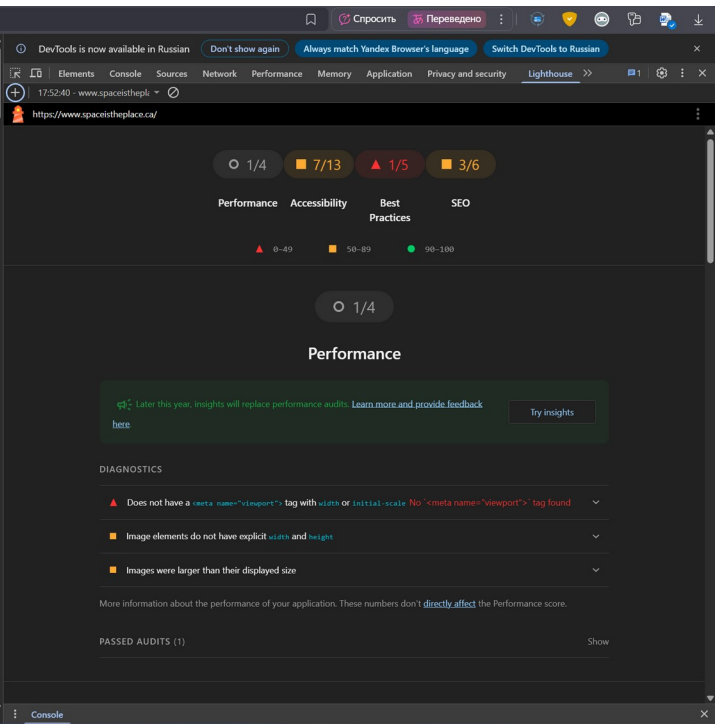 Спросить
Переведено
DevTools is now available in Russian Don't show again Always match Yandex Browser's language Switch DevTools to Russian
Elements Console Sources Network Performance Memory Application Privacy and security Lighthouse 1
17:52:40 - www.spaceisthepla
https://www.spaceistheplace.ca/
1/4 7/13 1/5 3/6
Performance Accessibility Best Practices SEO
0–49 50–89 90–100
1/4
Performance
Later this year, insights will replace performance audits. Learn more and provide feedback
here.
Try insights
DIAGNOSTICS
Does not have a <meta name="viewport"> tag with width or initial-scale No `<meta name="viewport">` tag found
Image elements do not have explicit width and height
Images were larger than their displayed size
More information about the performance of your application. These numbers don't directly affect the Performance score.
PASSED AUDITS (1) Show
Console